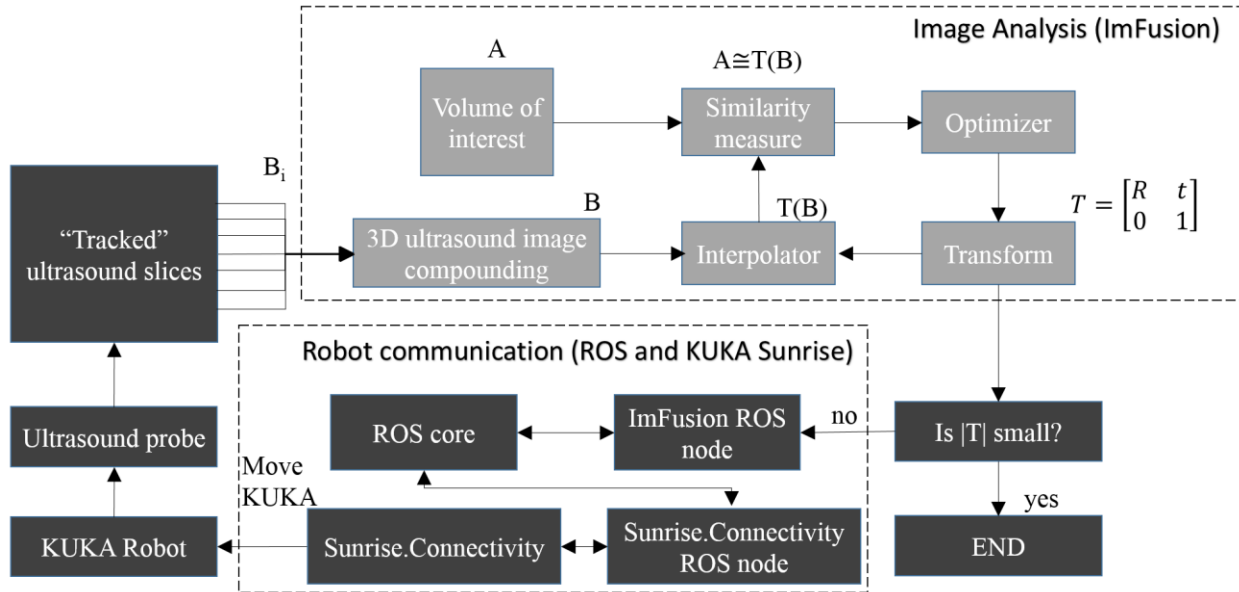 Image Analysis (ImFusion)
A
A≅T(B)
Volume of
interest
Similarity
measure
Optimizer
B
i
“Tracked”
ultrasound slices
B
T(B)
T = [R t
0 1]
3D ultrasound image
compounding
Interpolator
Transform
Robot communication (ROS and KUKA Sunrise)
Ultrasound probe
ROS core
ImFusion ROS
node
no
Is |T| small?
Move
KUKA
yes
KUKA Robot
Sunrise.Connectivity
Sunrise.Connectivity
ROS node
END